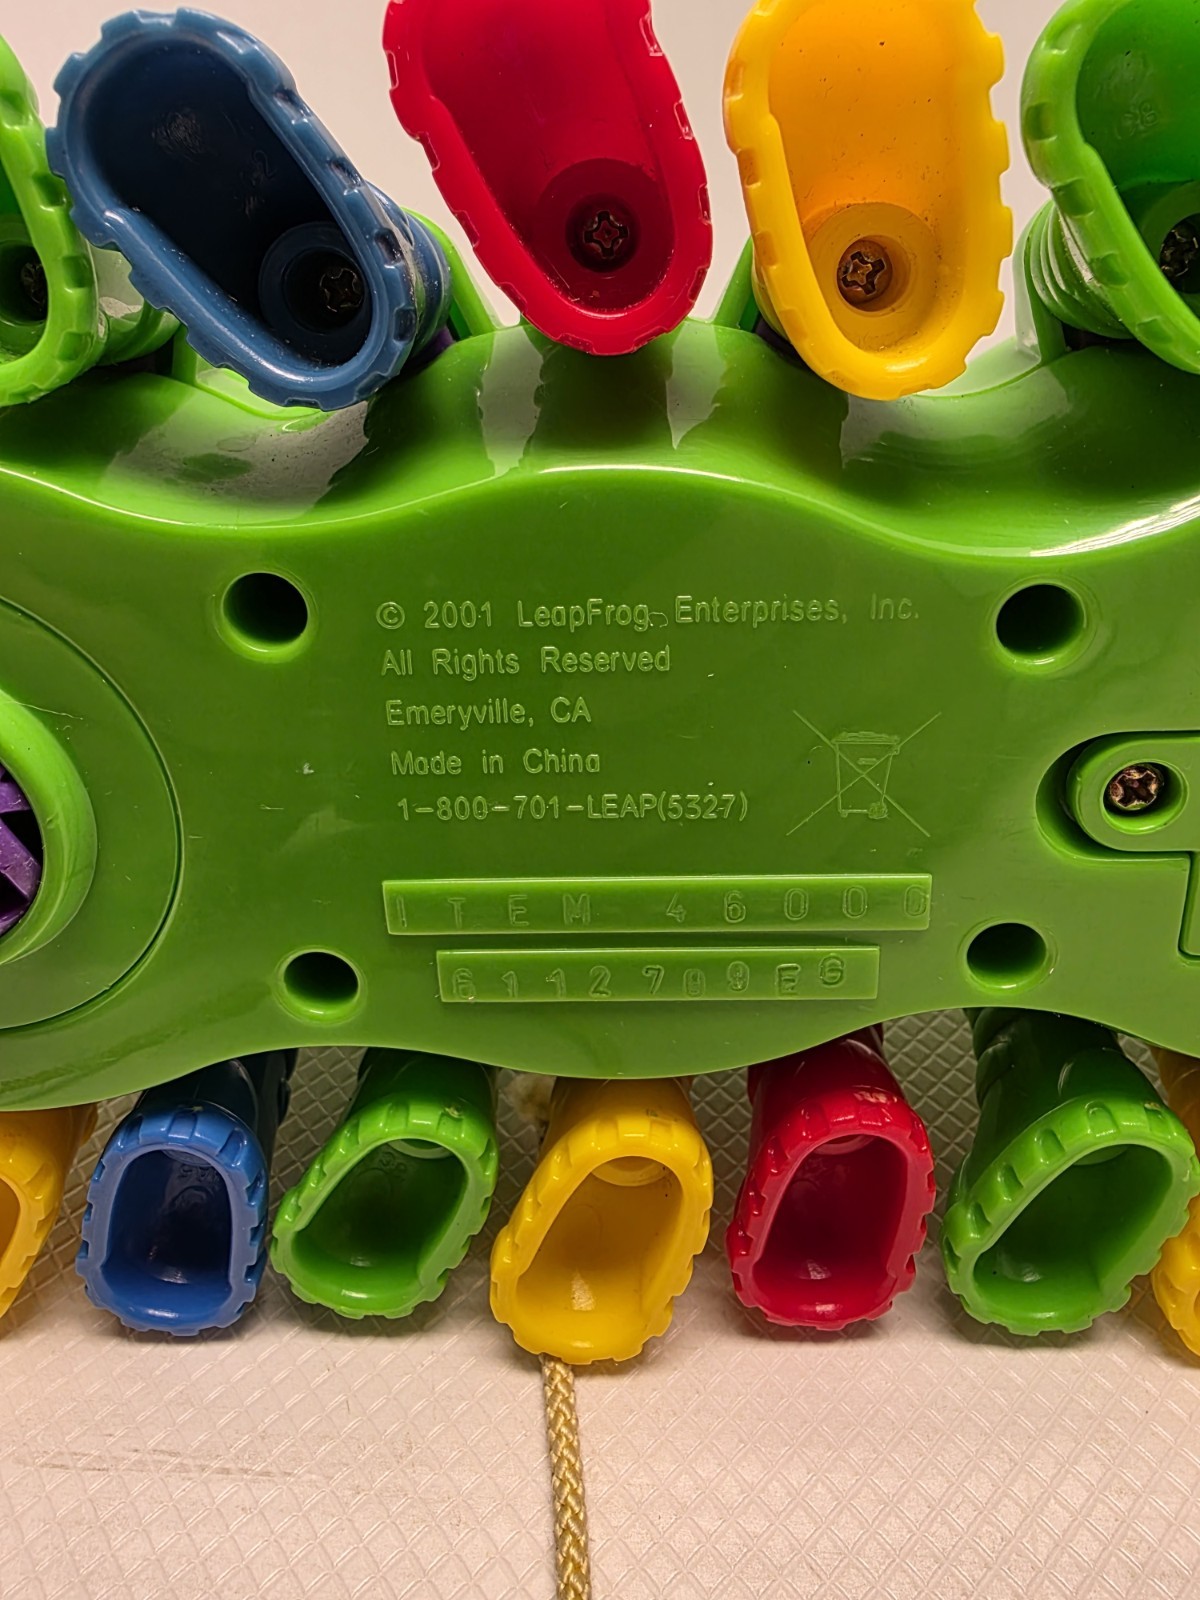 © 2001 LeapFrog Enterprises, Inc.
All Rights Reserved
Emeryville, CA
Made in China
1-800-701-LEAP(5327)
ITEM 46000